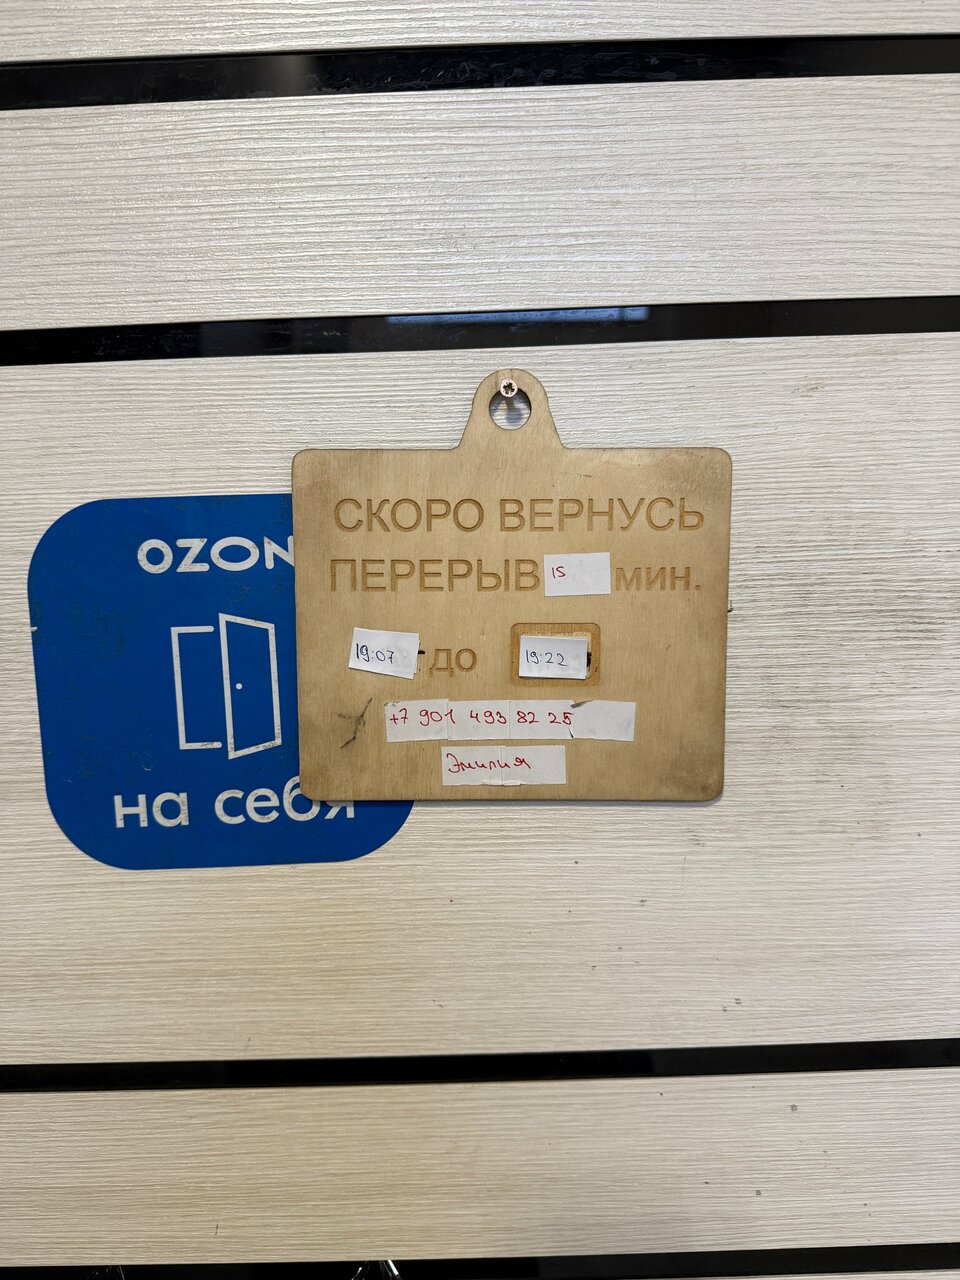 OZON
на себя
СКОРО ВЕРНУСЬ
ПЕРЕРЫВ 15 МИН.
19:07 ДО 19:22
+7 901 493 82 25
Эмилия